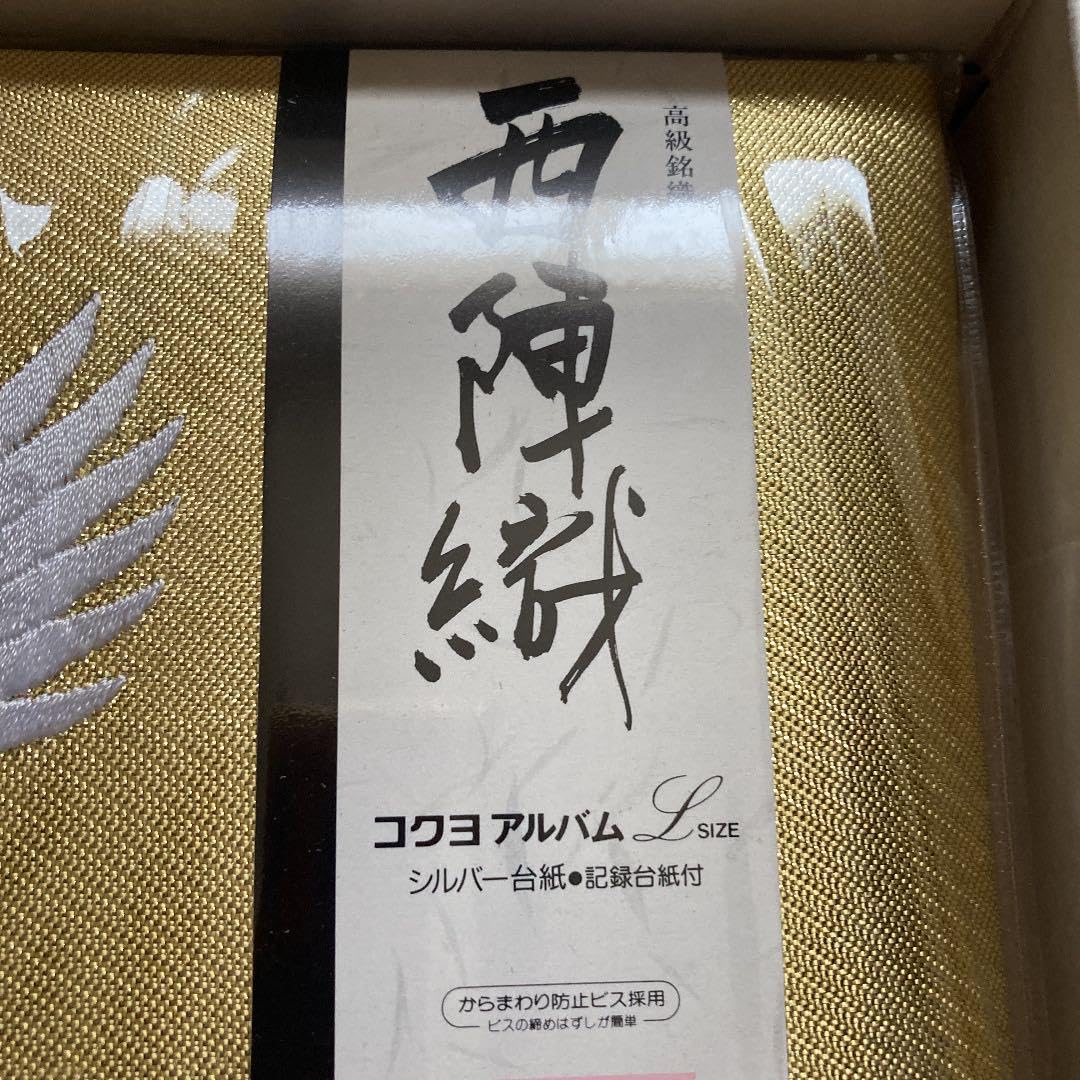 高級銘織
西陣織
コクヨ アルバム L SIZE
シルバー台紙●記録台紙付
からまわり防止ビス採用
ビスの締めはずしが簡単